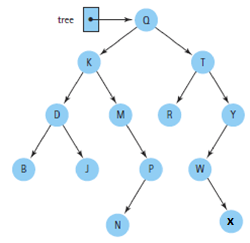 tree Q
K T
D M R Y
B J P W
N X